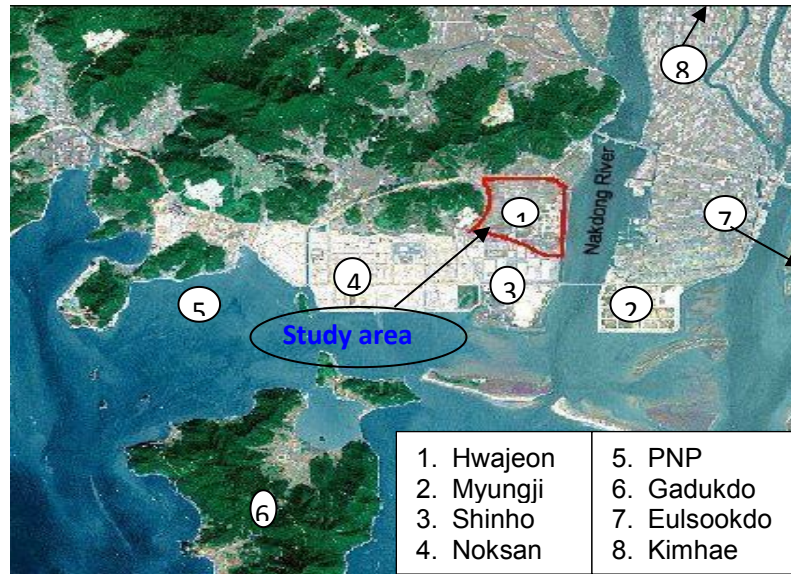 8
1
7
Nakdong River
4
3
5
2
Study area
6
1. Hwajeon
2. Myungji
3. Shinho
4. Noksan
5. PNP
6. Gadukdo
7. Eulsookdo
8. Kimhae